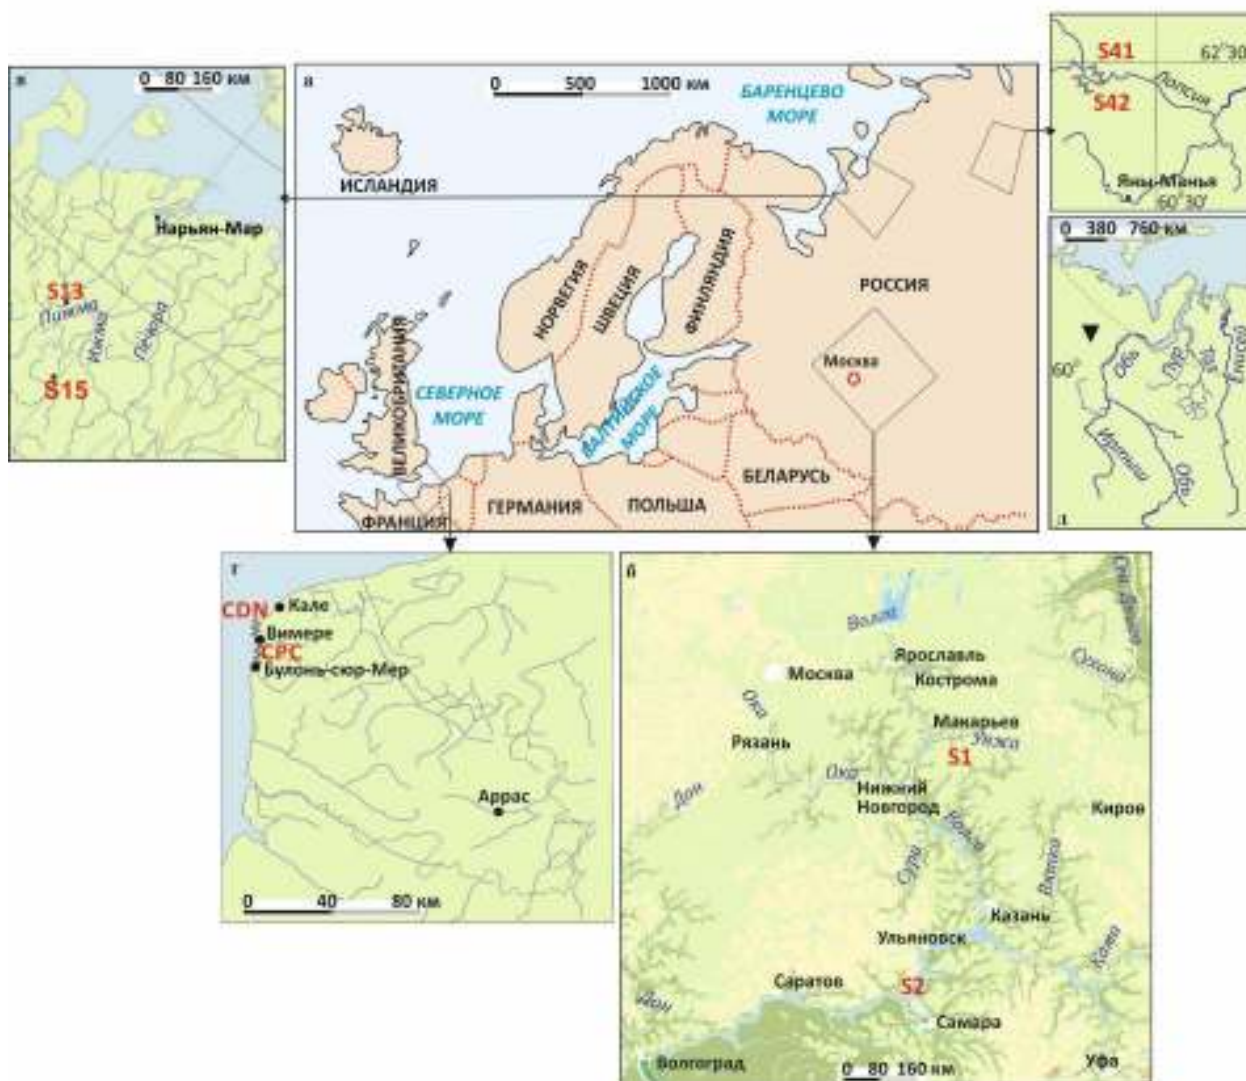 в
0 80 160 км
Нарьян-Мар
S13
Пижма
Ижма
Печора
S15
а
0 500 1000 км
БАРЕНЦЕВО
МОРЕ
ИСЛАНДИЯ
НОРВЕГИЯ
ШВЕЦИЯ
ФИНЛЯНДИЯ
РОССИЯ
Москва
ВЕЛИКОБРИТАНИЯ
СЕВЕРНОЕ
МОРЕ
БАЛТИЙСКОЕ
МОРЕ
БЕЛАРУСЬ
ГЕРМАНИЯ
ПОЛЬША
ФРАНЦИЯ
S41
62°30'
S42
Лопсия
Яны-Манья
60°30'
0 380 760 км
60°
Обь
Пур
Таз
Енисей
Иртыш
Обь
д
г
CDN
Кале
Вимере
CPC
Булонь-сюр-Мер
Аррас
0 40 80 км
б
Волга
Ярославль
Москва
Кострома
Сухона
Ока
Макарьев
Рязань
Унжа
S1
Ока
Нижний
Новгород
Дон
Киров
Волга
Сура
Вятка
Казань
Ульяновск
Кама
Саратов
S2
Дон
Самара
Волгоград
Уфа
0 80 160 км